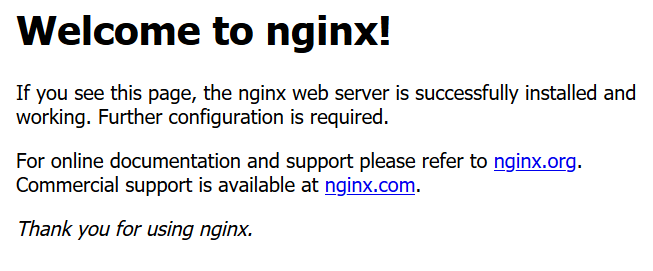 Welcome to nginx!
If you see this page, the nginx web server is successfully installed and
working. Further configuration is required.
For online documentation and support please refer to nginx.org.
Commercial support is available at nginx.com.
Thank you for using nginx.